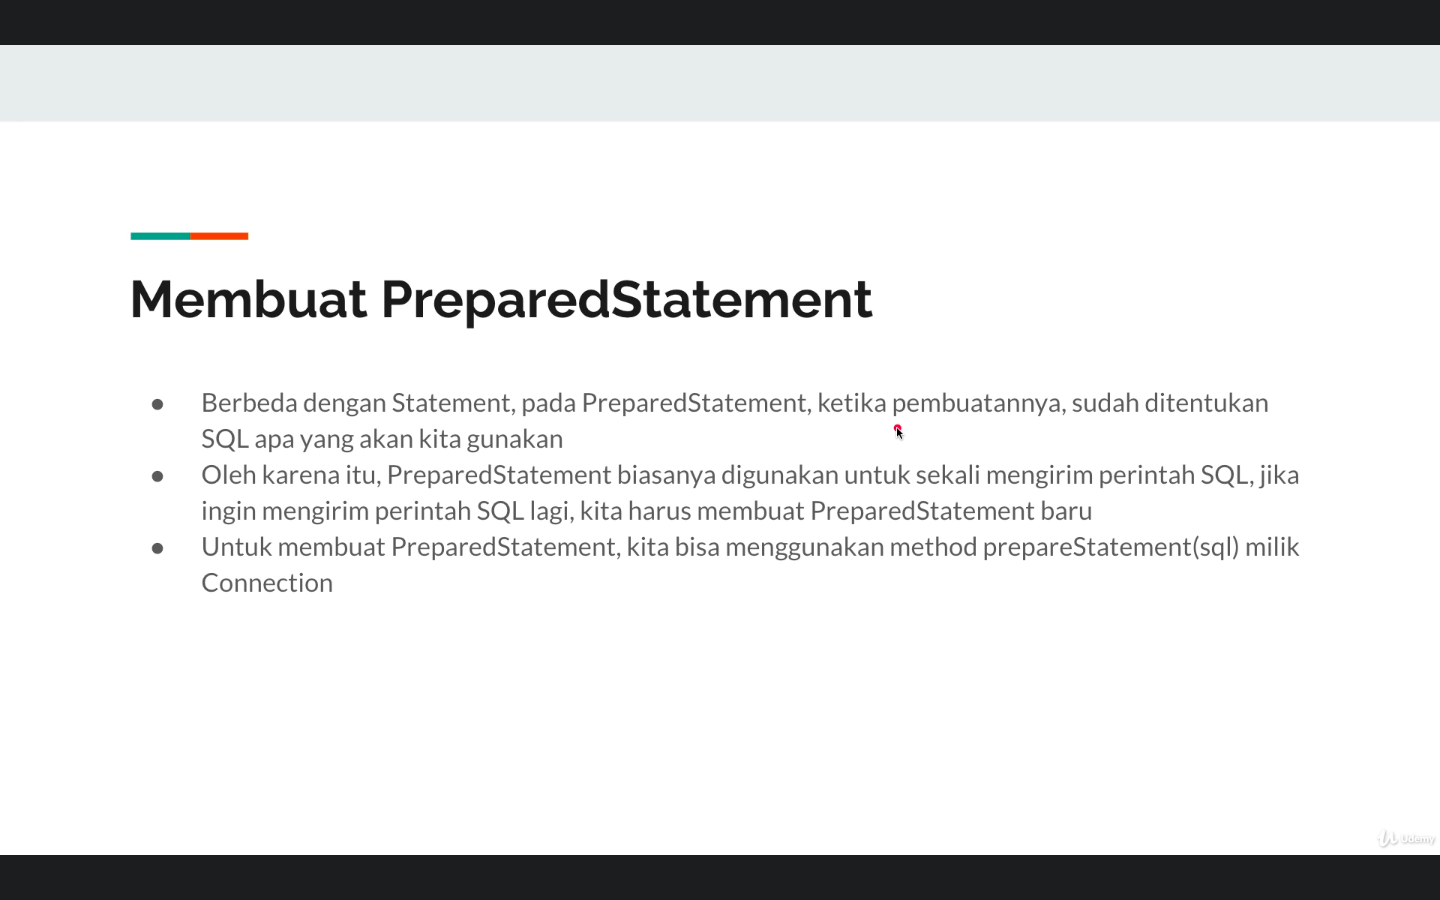 Membuat PreparedStatement
● Berbeda dengan Statement, pada PreparedStatement, ketika pembuatannya, sudah ditentukan
SQL apa yang akan kita gunakan
● Oleh karena itu, PreparedStatement biasanya digunakan untuk sekali mengirim perintah SQL, jika
ingin mengirim perintah SQL lagi, kita harus membuat PreparedStatement baru
● Untuk membuat PreparedStatement, kita bisa menggunakan method prepareStatement(sql) milik
Connection
Udemy